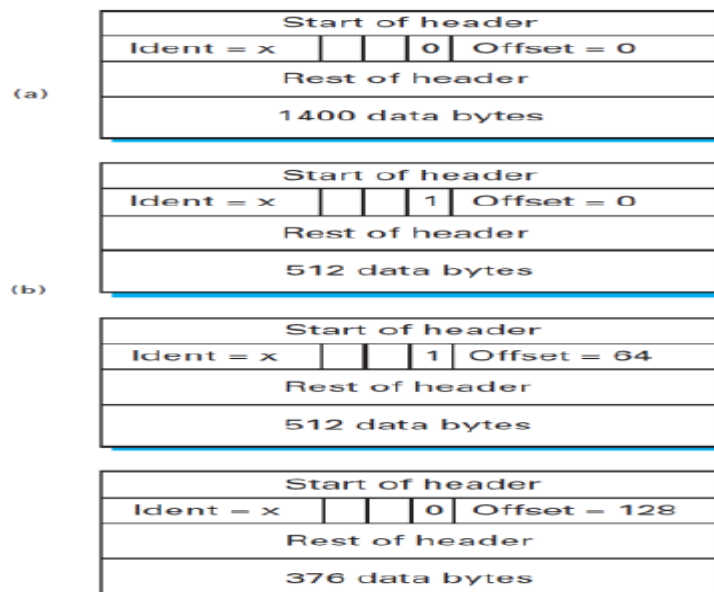 Start of header
Ident = x 0 Offset = 0
Rest of header
(a)
1400 data bytes
Start of header
Ident = x 1 Offset = 0
Rest of header
512 data bytes
(b)
Start of header
Ident = x 1 Offset = 64
Rest of header
512 data bytes
Start of header
Ident = x 0 Offset = 128
Rest of header
376 data bytes